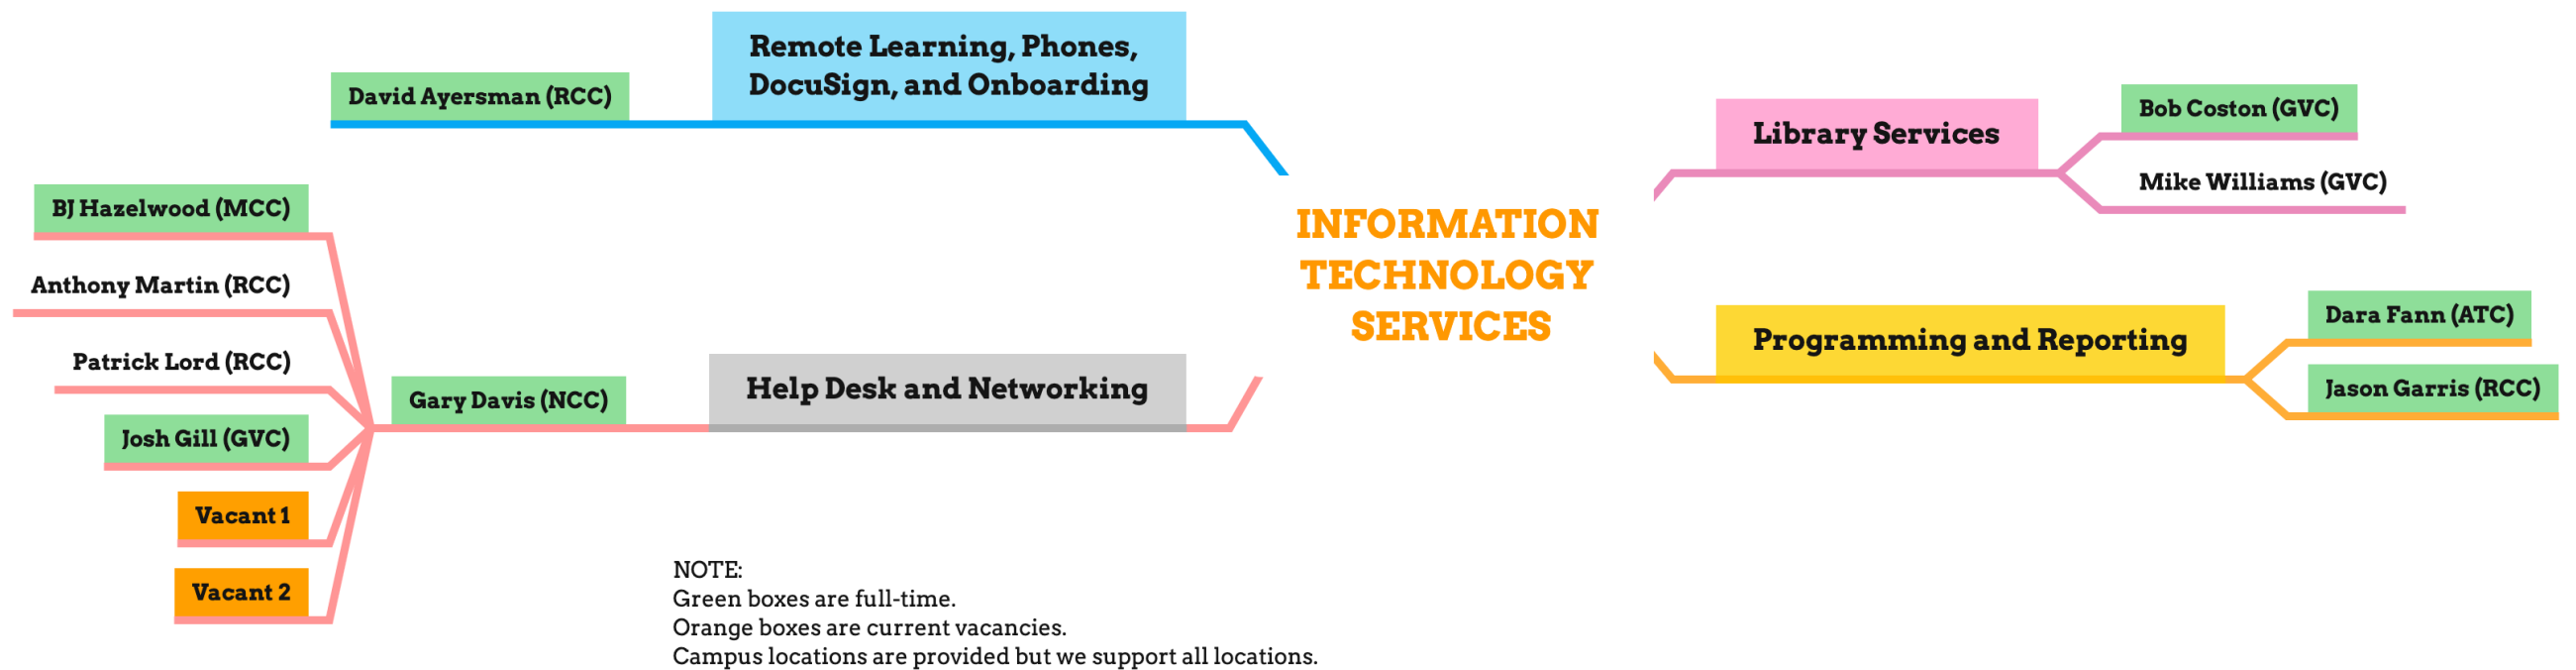 Remote Learning, Phones,
DocuSign, and Onboarding
David Ayersman (RCC)
BJ Hazelwood (MCC)
Anthony Martin (RCC)
Patrick Lord (RCC)
Josh Gill (GVC)
Vacant 1
Vacant 2
Gary Davis (NCC)
Help Desk and Networking
INFORMATION
TECHNOLOGY
SERVICES
Library Services
Bob Coston (GVC)
Mike Williams (GVC)
Programming and Reporting
Dara Fann (ATC)
Jason Garris (RCC)
NOTE:
Green boxes are full-time.
Orange boxes are current vacancies.
Campus locations are provided but we support all locations.